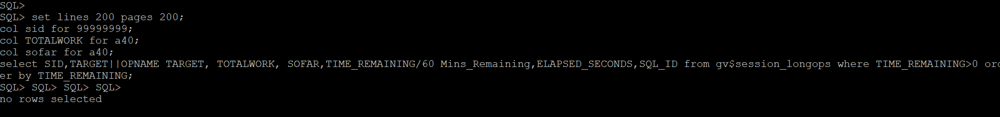 SQL>
SQL> set lines 200 pages 200;
col sid for 99999999;
col TOTALWORK for a40;
col sofar for a40;
select SID,TARGET||OPNAME TARGET, TOTALWORK, SOFAR,TIME_REMAINING/60 Mins_Remaining,ELAPSED_SECONDS,SQL_ID from gv$session_longops where TIME_REMAINING>0 ord
er by TIME_REMAINING;
SQL> SQL> SQL> SQL>
no rows selected